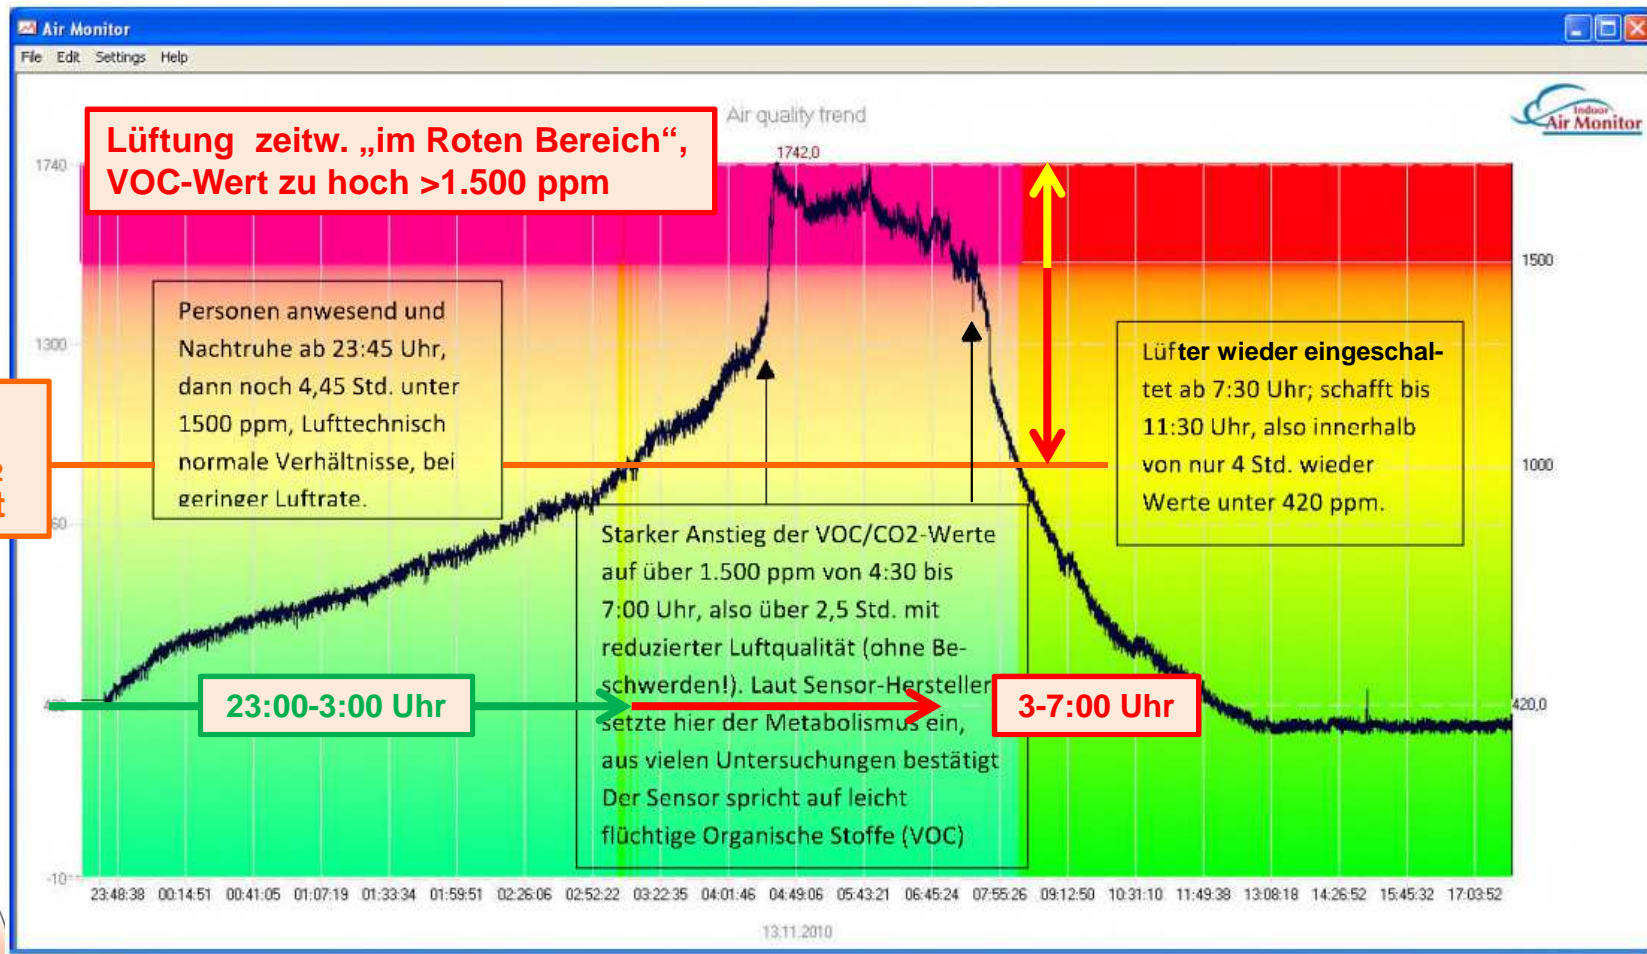 Air Monitor
File Edit Settings Help
Indoor
Air Monitor
Air quality trend
Lüftung zeitw. „im Roten Bereich“,
VOC-Wert zu hoch >1.500 ppm
1742,0
1740
1500
1300
1000
420,0
-10
Personen anwesend und
Nachtruhe ab 23:45 Uhr,
dann noch 4,45 Std. unter
1500 ppm, Lufttechnisch
normale Verhältnisse, bei
geringer Luftrate.
Lüfter wieder eingeschal-
tet ab 7:30 Uhr; schafft bis
11:30 Uhr, also innerhalb
von nur 4 Std. wieder
Werte unter 420 ppm.
Starker Anstieg der VOC/CO2-Werte
auf über 1.500 ppm von 4:30 bis
7:00 Uhr, also über 2,5 Std. mit
reduzierter Luftqualität (ohne Be-
schwerden!). Laut Sensor-Hersteller
setzte hier der Metabolismus ein,
aus vielen Untersuchungen bestätigt
Der Sensor spricht auf leicht
flüchtige Organische Stoffe (VOC)
23:00-3:00 Uhr
3-7:00 Uhr
23:48:38 00:14:51 00:41:05 01:07:19 01:33:34 01:59:51 02:26:06 02:52:22 03:22:35 04:01:46 04:49:06 05:43:21 06:45:24 07:55:26 09:12:50 10:31:10 11:49:38 13:08:18 14:26:52 15:45:32 17:03:52
13.11.2010